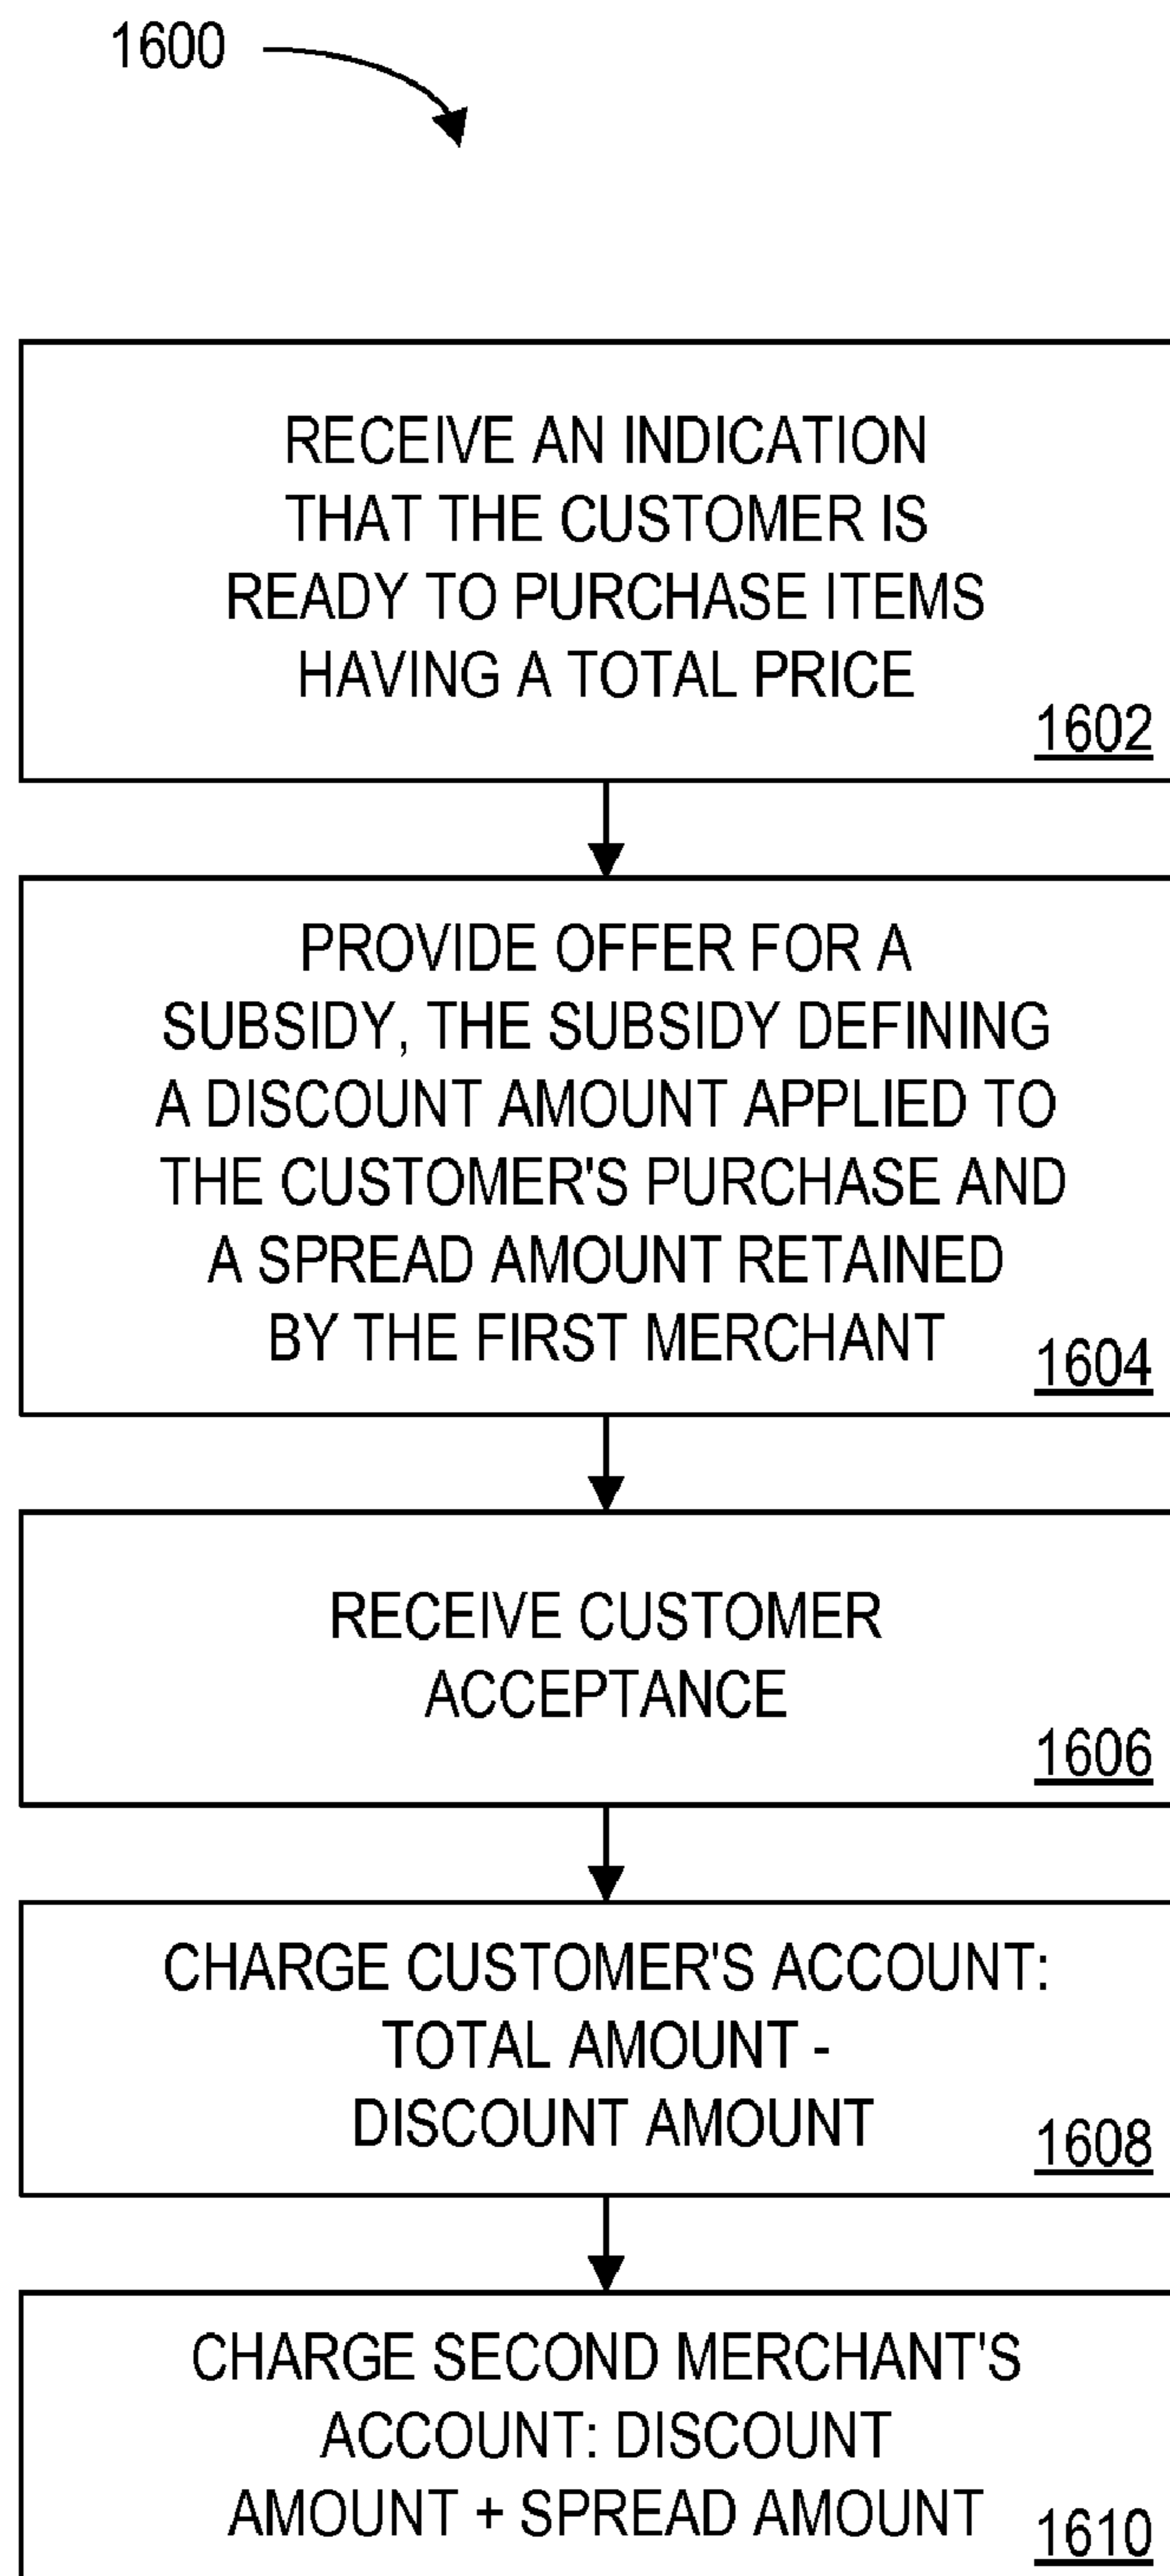 1600
RECEIVE AN INDICATION
THAT THE CUSTOMER IS
READY TO PURCHASE ITEMS
HAVING A TOTAL PRICE
1602
PROVIDE OFFER FOR A
SUBSIDY, THE SUBSIDY DEFINING
A DISCOUNT AMOUNT APPLIED TO
THE CUSTOMER'S PURCHASE AND
A SPREAD AMOUNT RETAINED
BY THE FIRST MERCHANT
1604
RECEIVE CUSTOMER
ACCEPTANCE
1606
CHARGE CUSTOMER'S ACCOUNT:
TOTAL AMOUNT -
DISCOUNT AMOUNT
1608
CHARGE SECOND MERCHANT'S
ACCOUNT: DISCOUNT
AMOUNT + SPREAD AMOUNT
1610